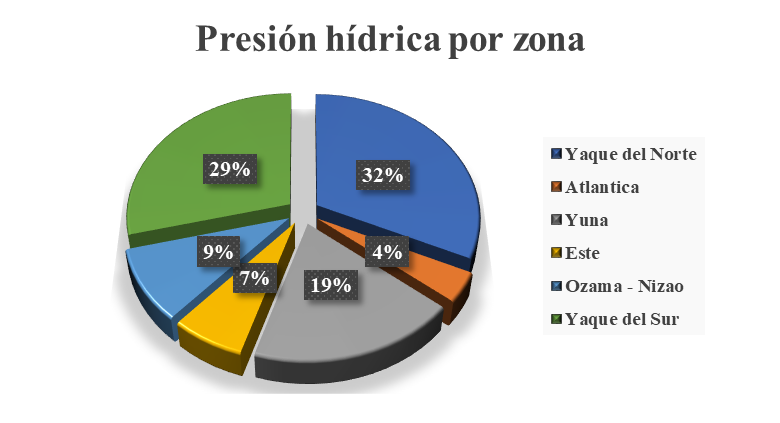 Presión hídrica por zona
29%
32%
9%
4%
7%
19%
Yaque del Norte
Atlantica
Yuna
Este
Ozama - Nizao
Yaque del Sur